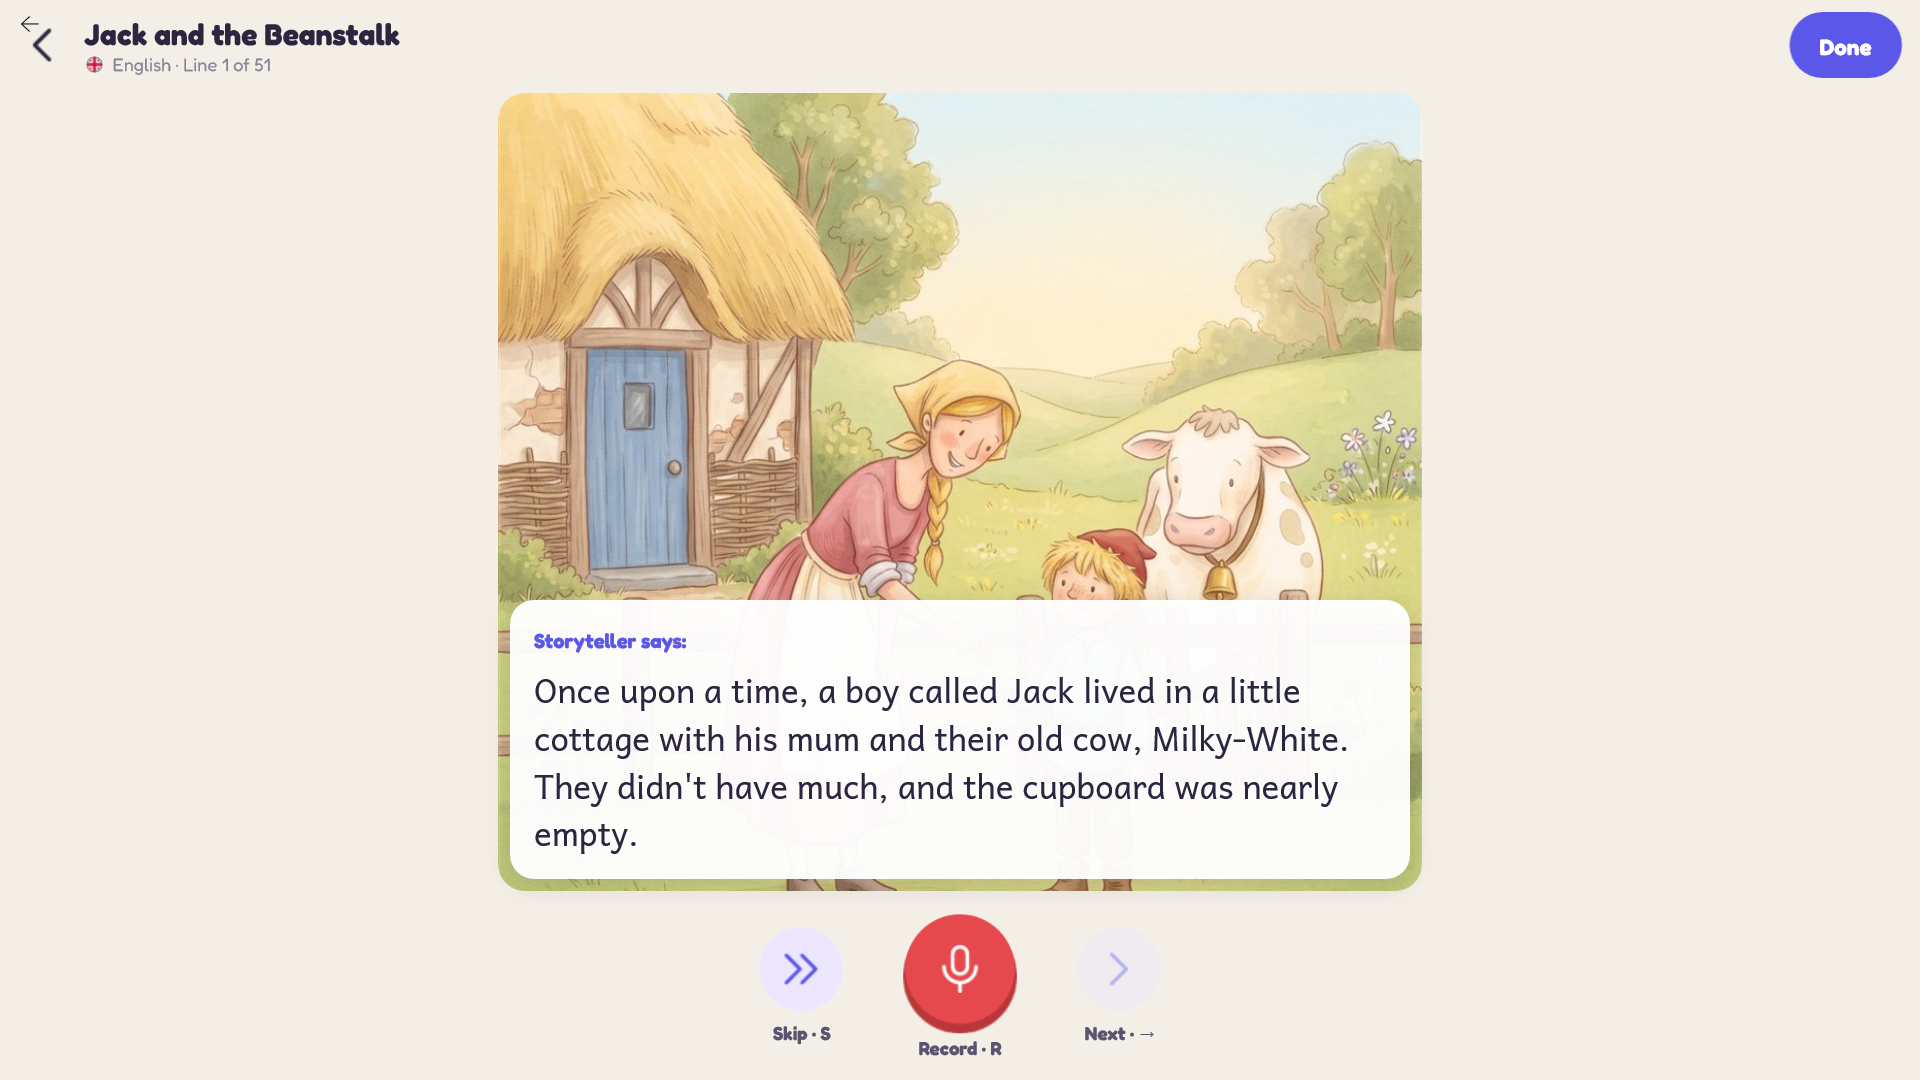 Jack and the Beanstalk
English · Line 1 of 51
Done
Storyteller says:
Once upon a time, a boy called Jack lived in a little
cottage with his mum and their old cow, Milky-White.
They didn't have much, and the cupboard was nearly
empty.
Skip · S
Record · R
Next · →